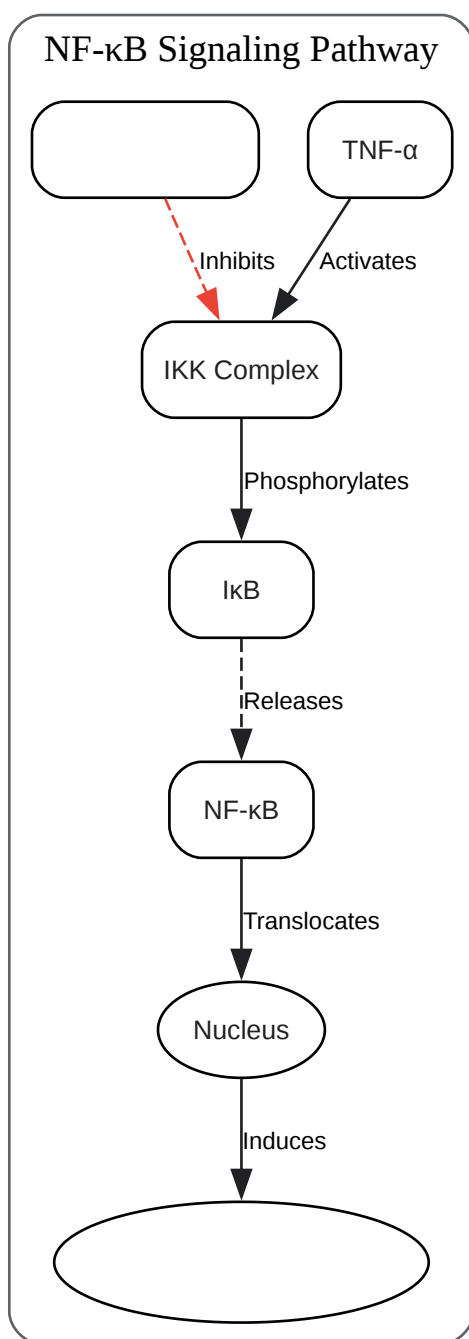 NF-κB Signaling Pathway
TNF-α
Inhibits
Activates
IKK Complex
Phosphorylates
IκB
Releases
NF-κB
Translocates
Nucleus
Induces